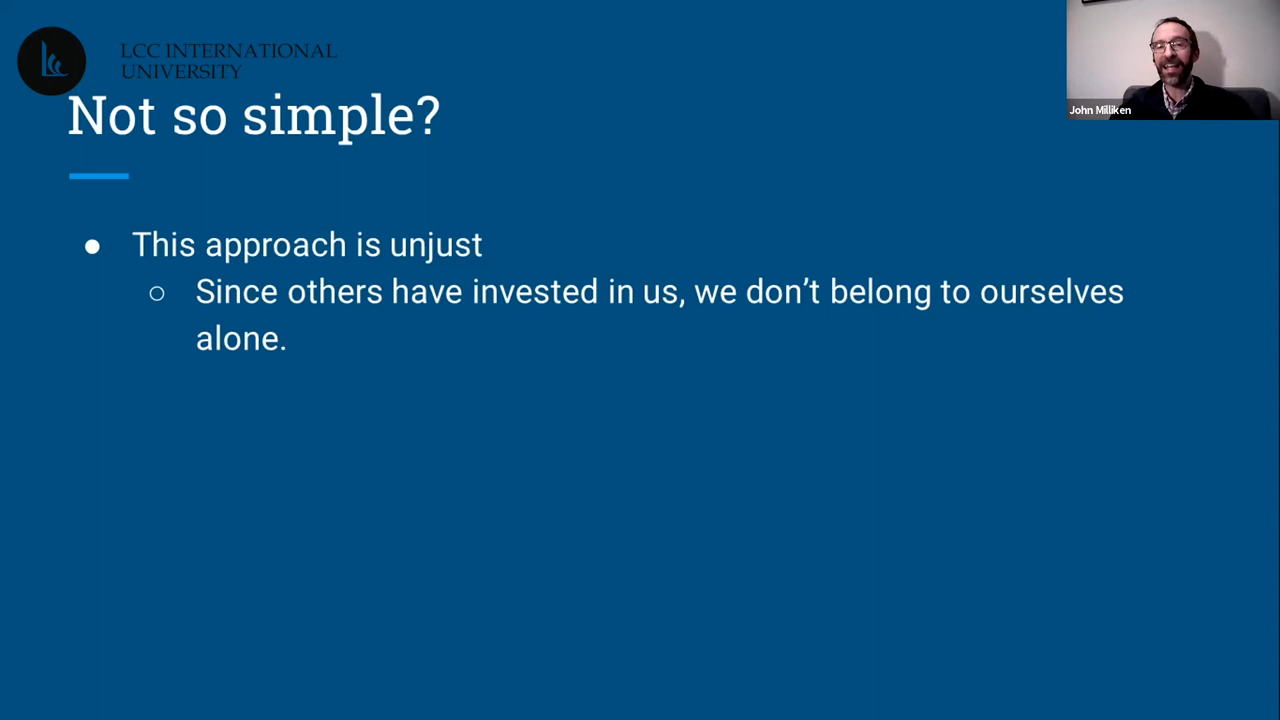 LCC INTERNATIONAL
UNIVERSITY
Not so simple?
● This approach is unjust
○ Since others have invested in us, we don’t belong to ourselves
alone.
John Milliken